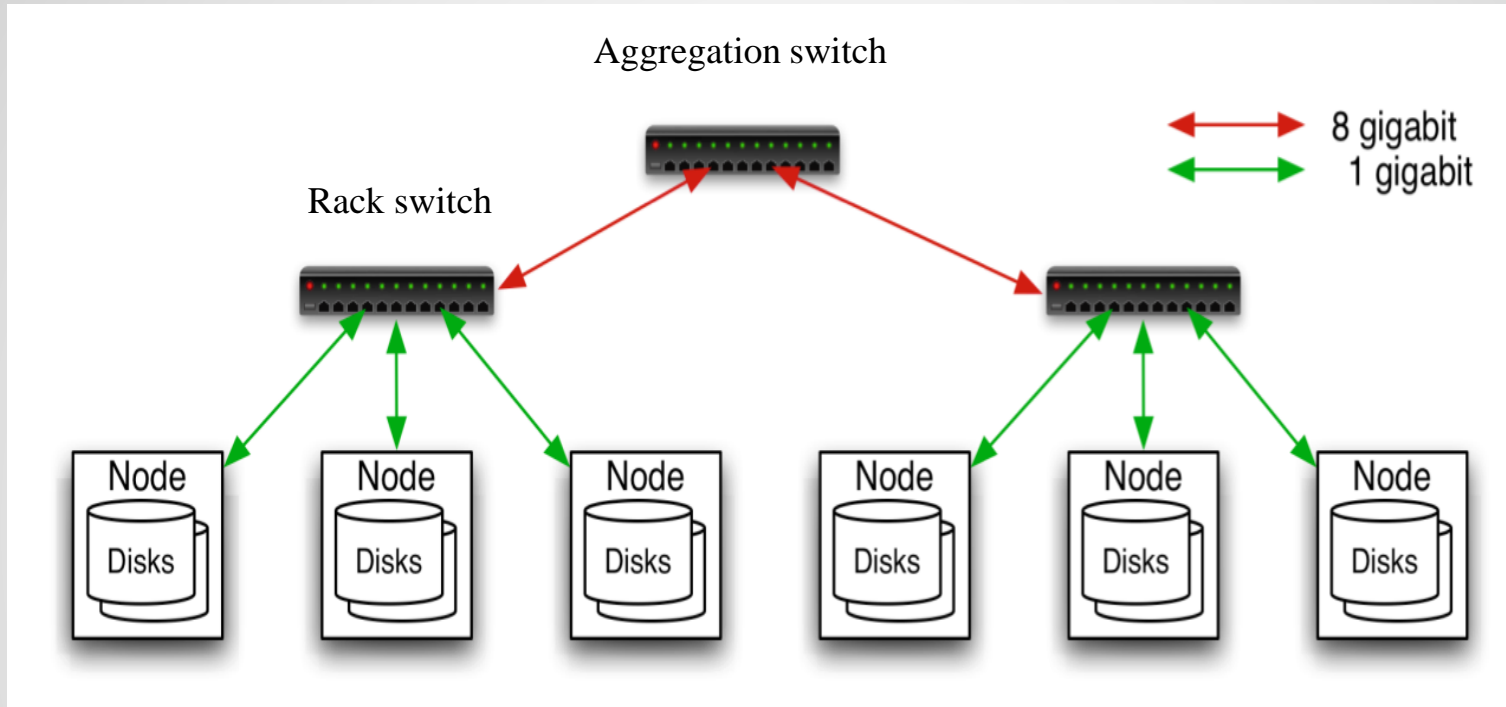 Aggregation switch
8 gigabit
1 gigabit
Rack switch
Node
Disks
Node
Disks
Node
Disks
Node
Disks
Node
Disks
Node
Disks